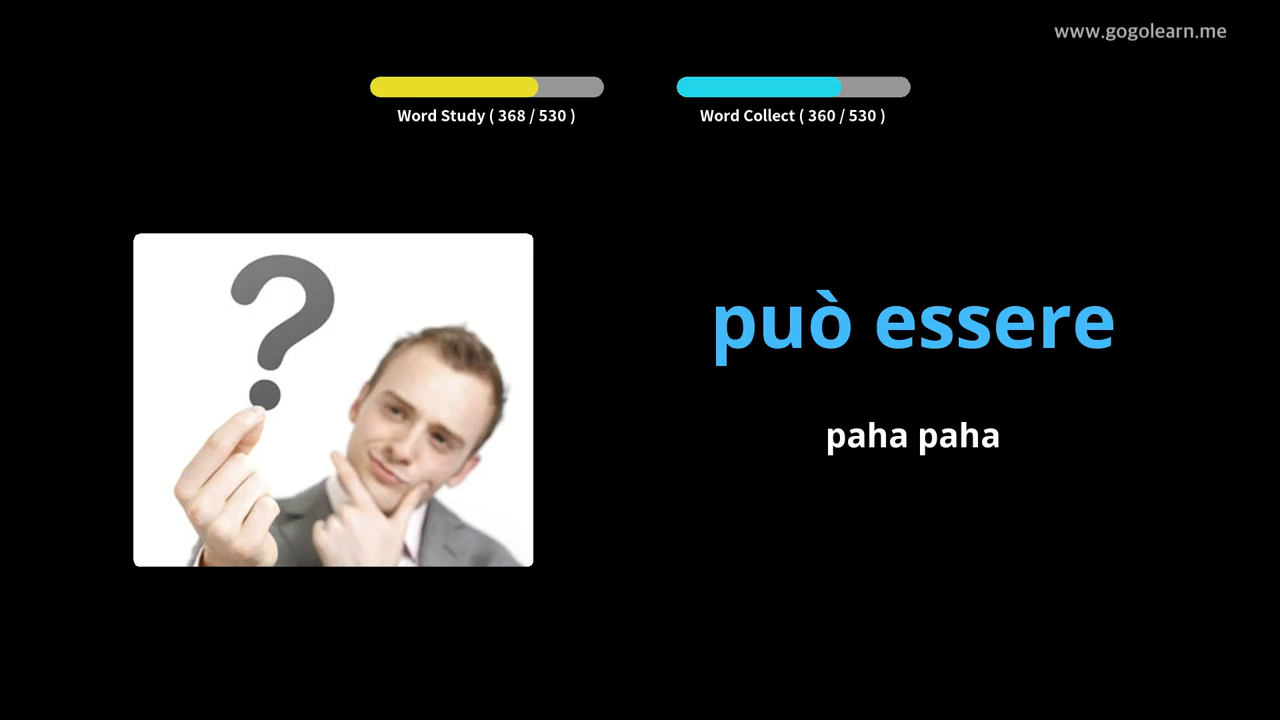 www.gogolearn.me
Word Study ( 368 / 530 )
Word Collect ( 360 / 530 )
?
può essere
paha paha